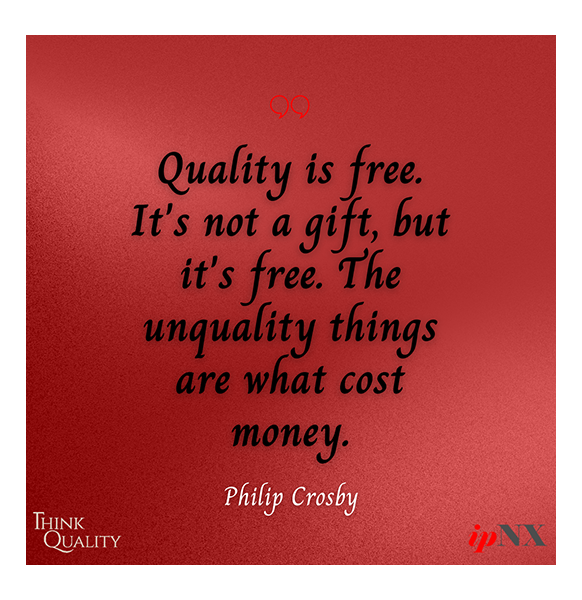 Quality is free.
It's not a gift, but
it's free. The
unquality things
are what cost
money.
Philip Crosby
THINK
QUALITY
ipNX